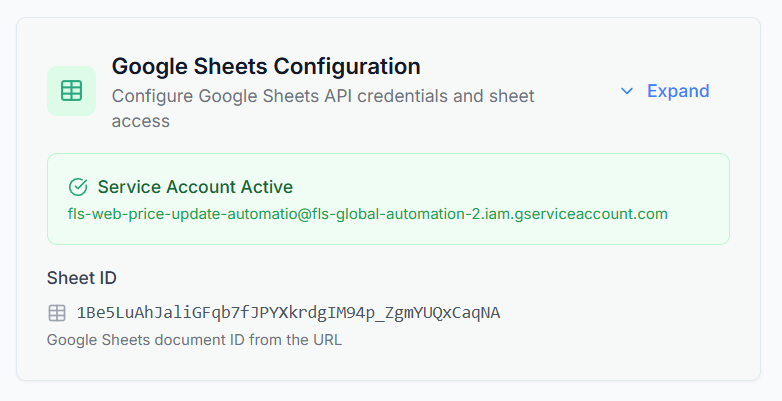 Google Sheets Configuration
Configure Google Sheets API credentials and sheet
access
Expand
Service Account Active
fls-web-price-update-automatio@fls-global-automation-2.iam.gserviceaccount.com
Sheet ID
1Be5LuAhJaliGFqb7fJPYXkrdgIM94p_ZgmYUQxCaqNA
Google Sheets document ID from the URL